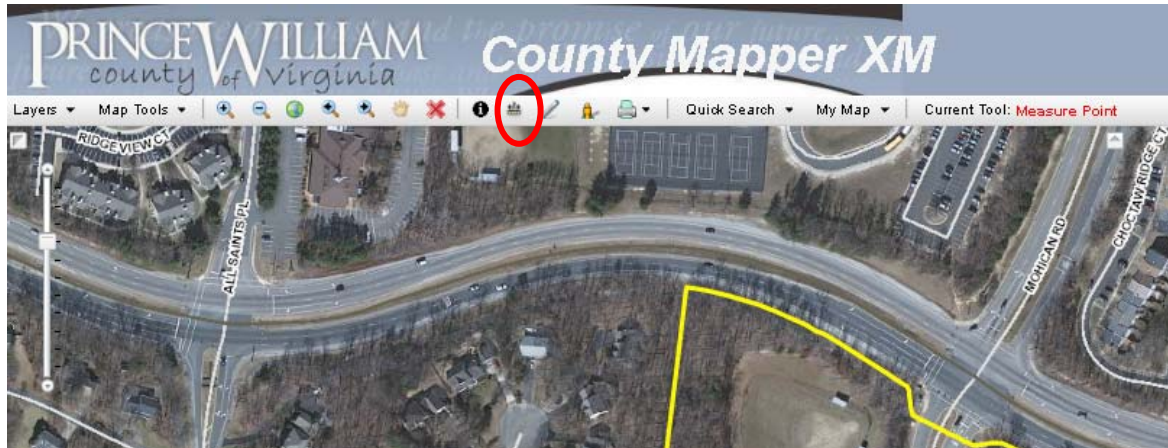 PRINCE WILLIAM
county of Virginia
County Mapper XM
Layers Map Tools Quick Search My Map Current Tool: Measure Point
RIDGEVIEW CT
ALL SAINTS PL
MOHICAN RD
CHOCTAW RIDGE CT